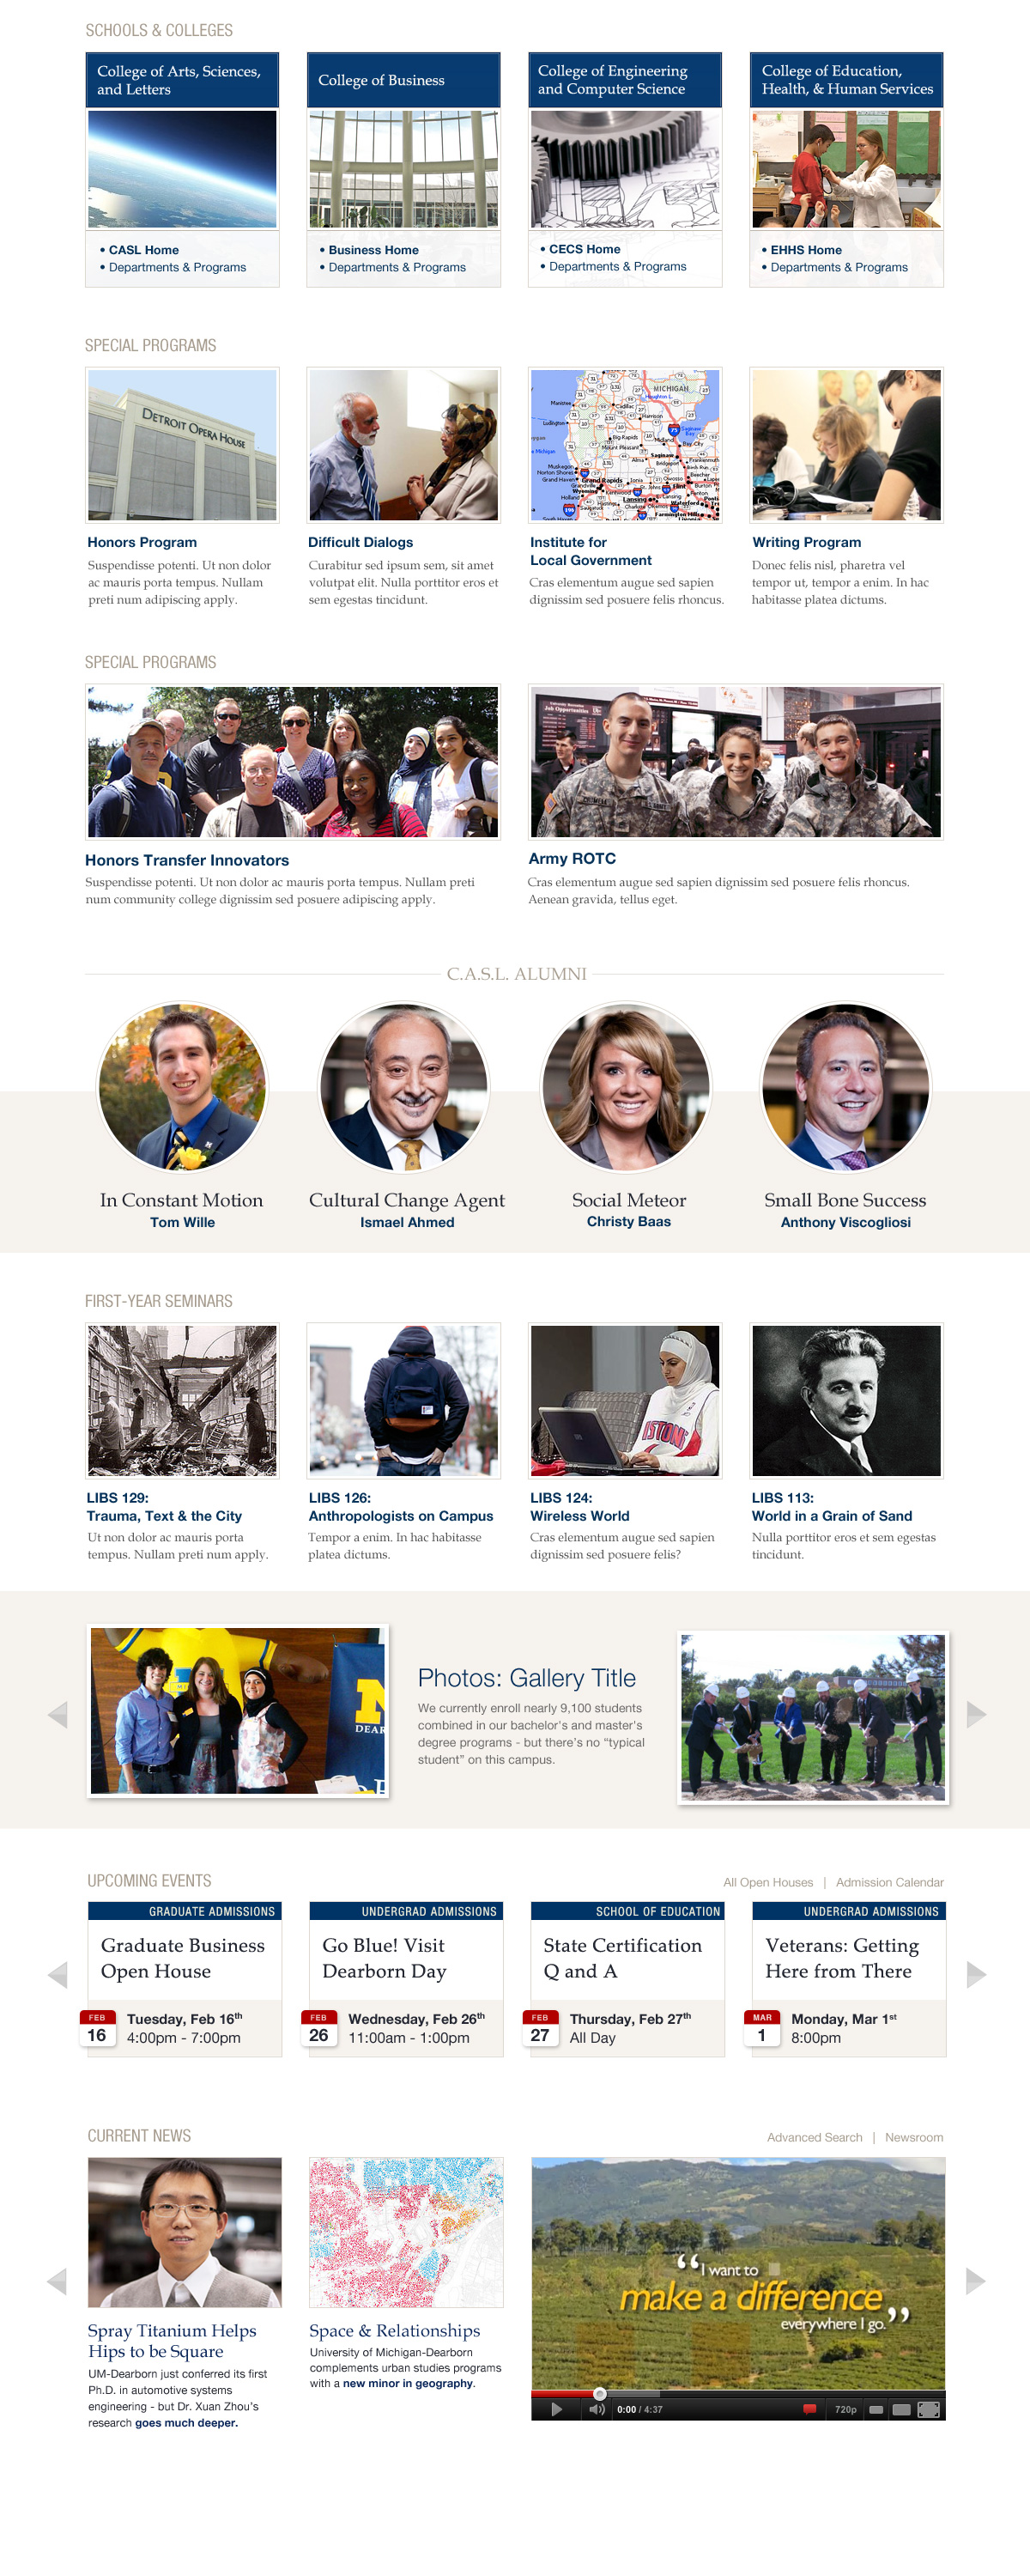 SCHOOLS & COLLEGES
College of Arts, Sciences,
and Letters
College of Business
College of Engineering
and Computer Science
College of Education,
Health, & Human Services
• CASL Home
• Departments & Programs
• Business Home
• Departments & Programs
• CECS Home
• Departments & Programs
• EHHS Home
• Departments & Programs
SPECIAL PROGRAMS
DETROIT OPERA HOUSE
MICHIGAN
Honors Program
Suspendisse potenti. Ut non dolor
ac mauris porta tempus. Nullam
preti num adipiscing apply.
Difficult Dialogs
Curabitur sed ipsum sem, sit amet
volutpat elit. Nulla porttitor eros et
sem egestas tincidunt.
Institute for
Local Government
Cras elementum augue sed sapien
dignissim sed posuere felis rhoncus.
Writing Program
Donec felis nisl, pharetra vel
tempor ut, tempor a enim. In hac
habitasse platea dictums.
SPECIAL PROGRAMS
Job Opportunities
Honors Transfer Innovators
Suspendisse potenti. Ut non dolor ac mauris porta tempus. Nullam preti
num community college dignissim sed posuere adipiscing apply.
Army ROTC
Cras elementum augue sed sapien dignissim sed posuere felis rhoncus.
Aenean gravida, tellus eget.
C.A.S.L. ALUMNI
In Constant Motion
Tom Wille
Cultural Change Agent
Ismael Ahmed
Social Meteor
Christy Baas
Small Bone Success
Anthony Viscogliosi
FIRST-YEAR SEMINARS
ISTONS
LIBS 129:
Trauma, Text & the City
Ut non dolor ac mauris porta
tempus. Nullam preti num apply.
LIBS 126:
Anthropologists on Campus
Tempor a enim. In hac habitasse
platea dictums.
LIBS 124:
Wireless World
Cras elementum augue sed sapien
dignissim sed posuere felis?
LIBS 113:
World in a Grain of Sand
Nulla porttitor eros et sem egestas
tincidunt.
M
DEAR
Photos: Gallery Title
We currently enroll nearly 9,100 students
combined in our bachelor's and master's
degree programs - but there's no “typical
student” on this campus.
UPCOMING EVENTS
All Open Houses | Admission Calendar
GRADUATE ADMISSIONS
Graduate Business
Open House
FEB
16
Tuesday, Feb 16th
4:00pm - 7:00pm
UNDERGRAD ADMISSIONS
Go Blue! Visit
Dearborn Day
FEB
26
Wednesday, Feb 26th
11:00am - 1:00pm
SCHOOL OF EDUCATION
State Certification
Q and A
FEB
27
Thursday, Feb 27th
All Day
UNDERGRAD ADMISSIONS
Veterans: Getting
Here from There
MAR
1
Monday, Mar 1st
8:00pm
CURRENT NEWS
Advanced Search | Newsroom
Spray Titanium Helps
Hips to be Square
UM-Dearborn just conferred its first
Ph.D. in automotive systems
engineering - but Dr. Xuan Zhou's
research goes much deeper.
Space & Relationships
University of Michigan-Dearborn
complements urban studies programs
with a new minor in geography.
“I want to
make a difference
everywhere I go.”
0:00 / 4:37
720p